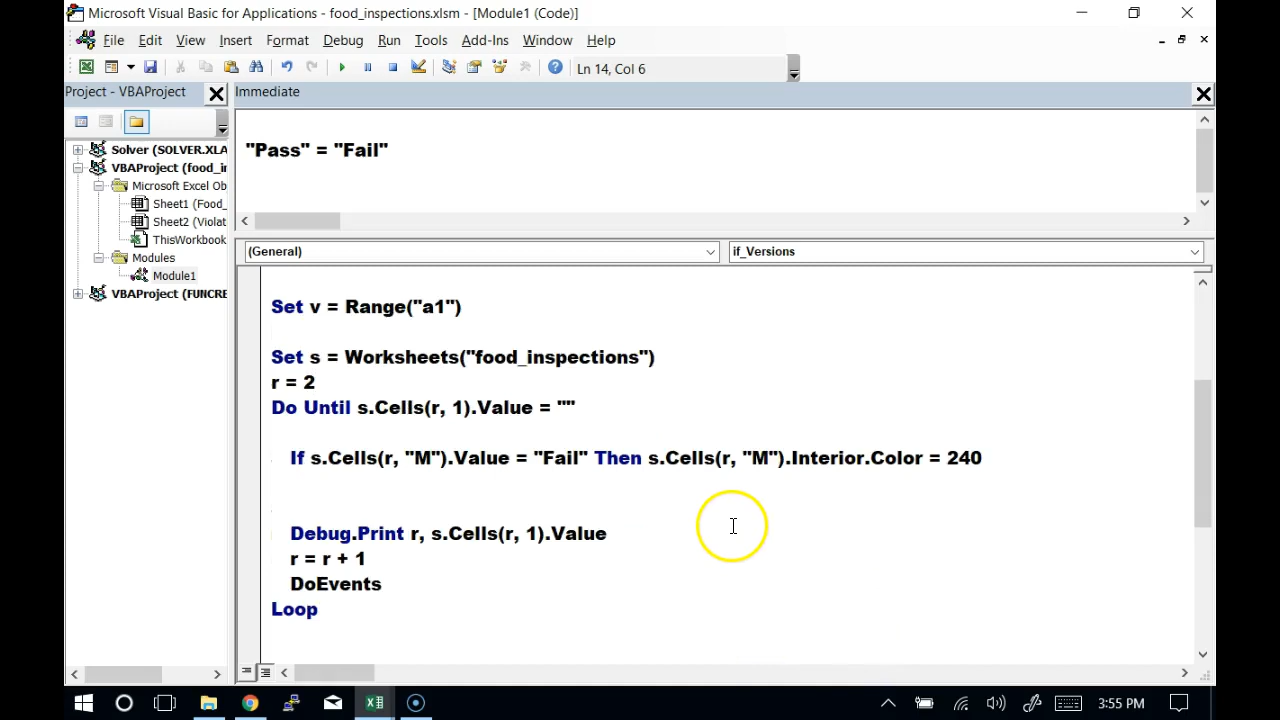 Microsoft Visual Basic for Applications - food_inspections.xlsm - [Module1 (Code)]
File Edit View Insert Format Debug Run Tools Add-Ins Window Help
Ln 14, Col 6
Project - VBAProject
Immediate
Solver (SOLVER.XLA
VBAProject (food_ir
Microsoft Excel Ob
Sheet1 (Food_
Sheet2 (Violat
ThisWorkbook
Modules
Module1
VBAProject (FUNCRE
"Pass" = "Fail"
(General) if_Versions
Set v = Range("a1")
Set s = Worksheets("food_inspections")
r = 2
Do Until s.Cells(r, 1).Value = ""
If s.Cells(r, "M").Value = "Fail" Then s.Cells(r, "M").Interior.Color = 240
Debug.Print r, s.Cells(r, 1).Value
r = r + 1
DoEvents
Loop
3:55 PM